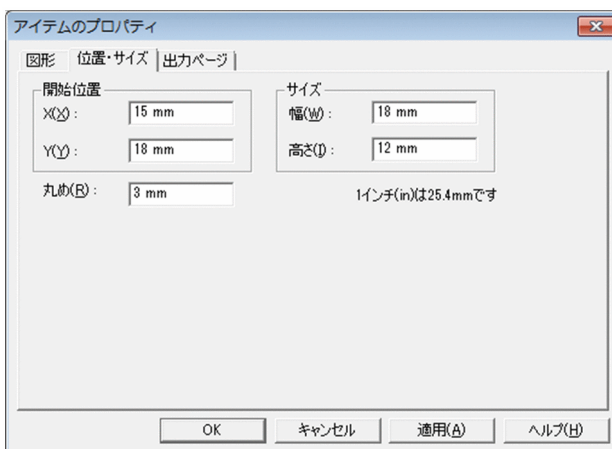 アイテムのプロパティ
図形 位置・サイズ 出力ページ
開始位置
X(X): 15 mm
Y(Y): 18 mm
サイズ
幅(W): 18 mm
高さ(I): 12 mm
丸め(R): 3 mm
1インチ(in)は25.4mmです
OK キャンセル 適用(A) ヘルプ(H)